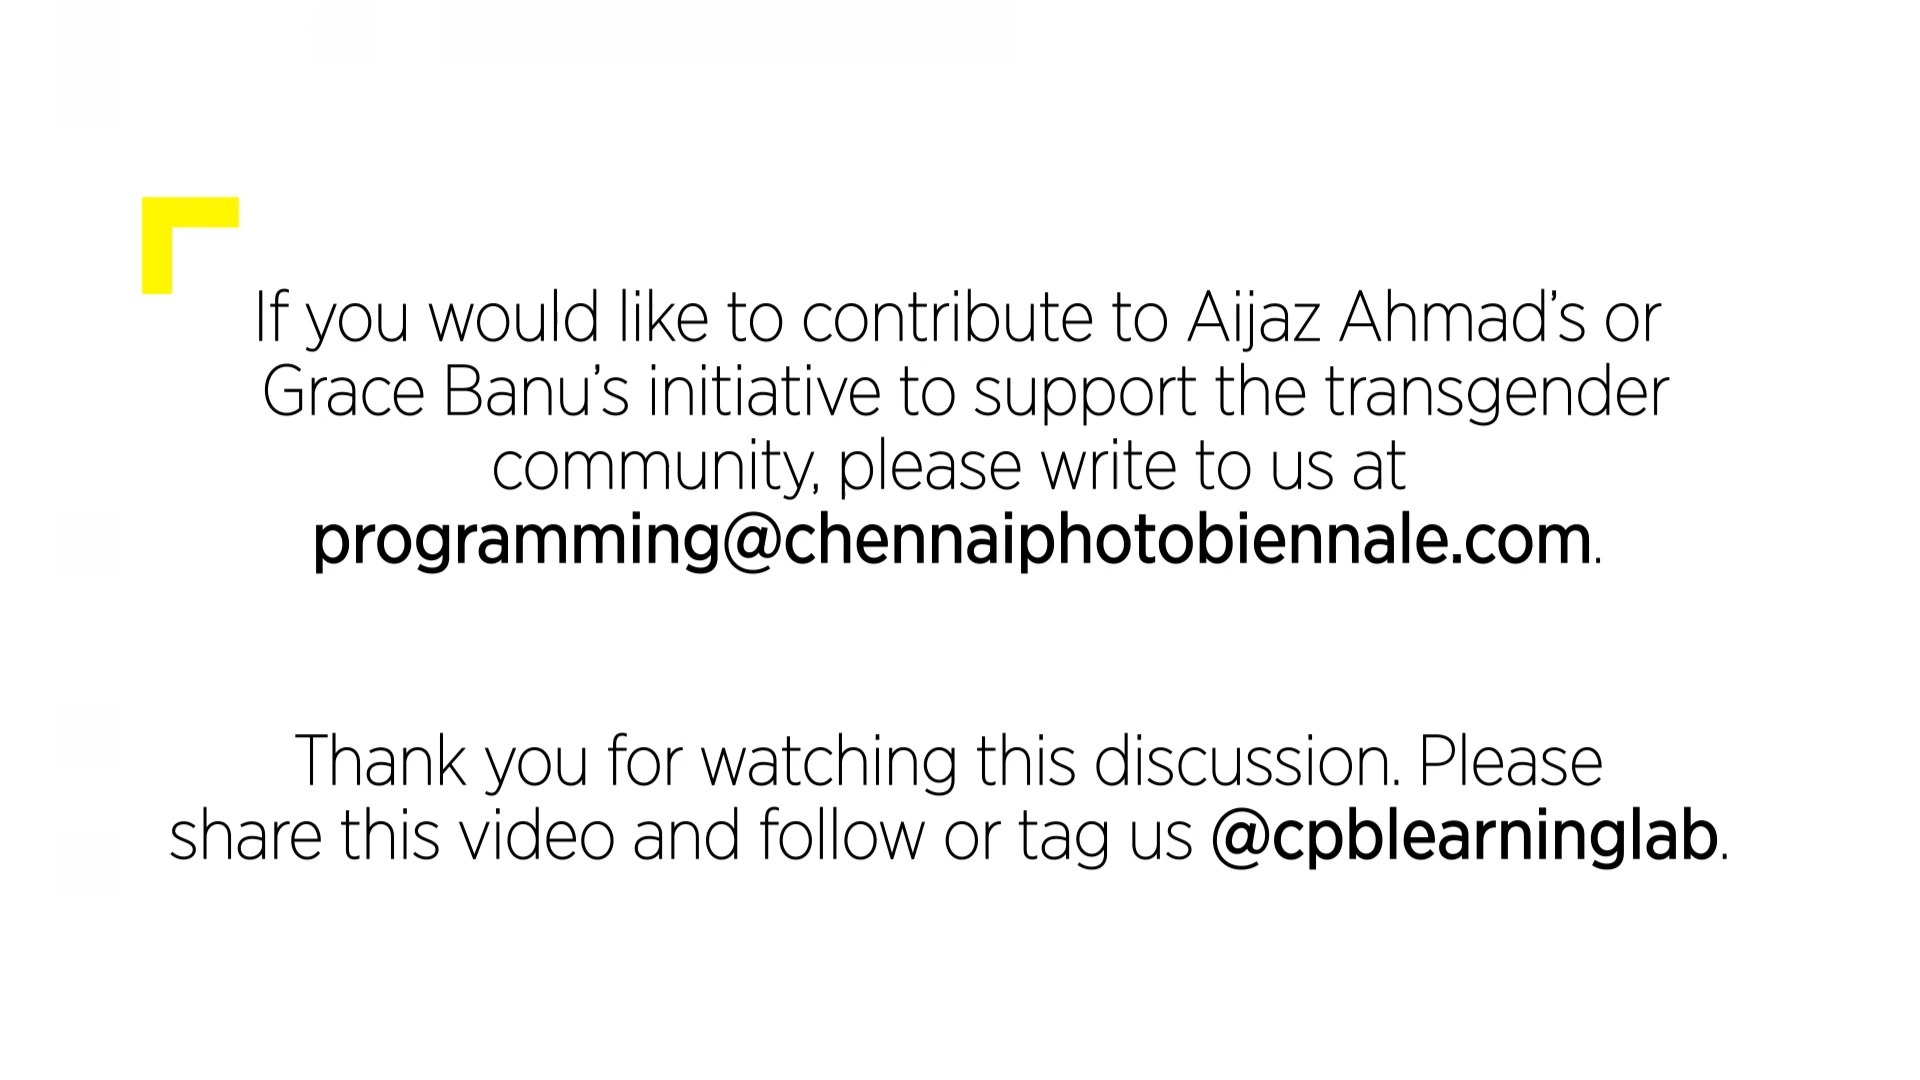 If you would like to contribute to Aijaz Ahmad’s or
Grace Banu’s initiative to support the transgender
community, please write to us at
programming@chennaiphotobiennale.com.
Thank you for watching this discussion. Please
share this video and follow or tag us @cpblearninglab.